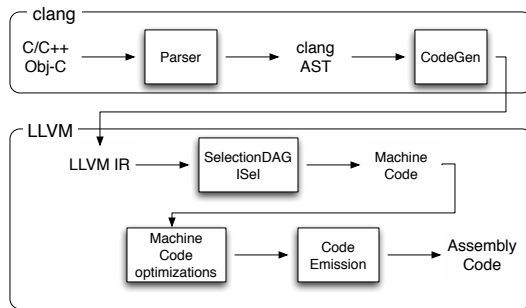 clang
C/C++
Obj-C
Parser
clang
AST
CodeGen
LLVM
LLVM IR
SelectionDAG
ISel
Machine
Code
Machine
Code
optimizations
Code
Emission
Assembly
Code